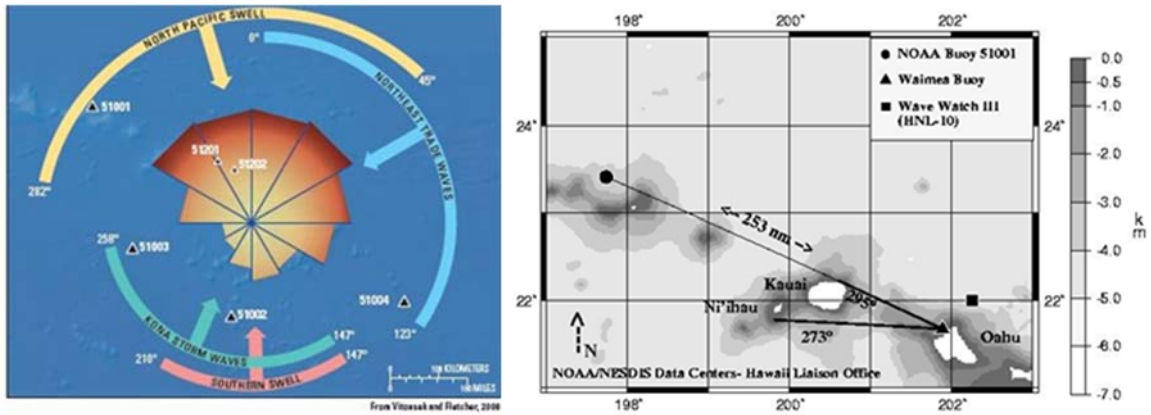 NORTH PACIFIC SWELL
0°
45°
NORTHEAST TRADE WAVES
51001
51201
51202
282°
258°
51003
51004
51002
KONA STORM WAVES
147°
123°
210°
147°
SOUTHERN SWELL
100 KILOMETERS
100 MILES
From Vitousek and Fletcher, 2008
198° 200° 202°
NOAA Buoy 51001
Waimea Buoy
Wave Watch III
(HNL-10)
24° 24°
253 nm
Kauai
295°
22° 22°
Ni'ihau
273°
Oahu
N
NOAA/NESDIS Data Centers- Hawaii Liaison Office
198° 200° 202°
0.0
-0.5
-1.0
-2.0
-3.0
-4.0
-5.0
-6.0
-7.0
km